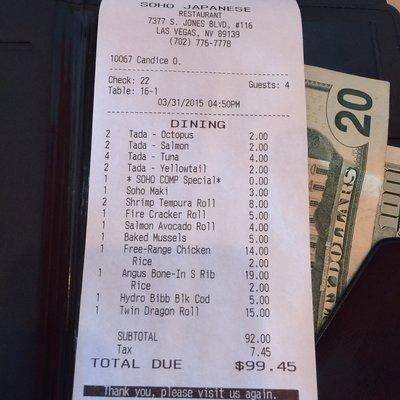 SOHO JAPANESE
RESTAURANT
7377 S. JONES BLVD, #116
LAS VEGAS, NV 89139
(702) 776-7778
10067 Candice O.
Check: 22 Guests: 4
Table: 16-1
03/31/2015 04:50PM
DINING
2 Tada - Octopus 2.00
2 Tada - Salmon 2.00
4 Tada - Tuna 4.00
2 Tada - Yellowtail 2.00
1 * SOHO COMP Special* 0.00
1 Soho Maki 3.00
2 Shrimp Tempura Roll 8.00
1 Fire Cracker Roll 5.00
1 Salmon Avocado Roll 4.00
1 Baked Mussels 5.00
1 Free-Range Chicken 14.00
Rice 2.00
1 Angus Bone-In S Rib 19.00
Rice 2.00
1 Hydro Bibb Blk Cod 5.00
1 Twin Dragon Roll 15.00
SUBTOTAL 92.00
Tax 7.45
TOTAL DUE $99.45
Thank you, please visit us again.
20